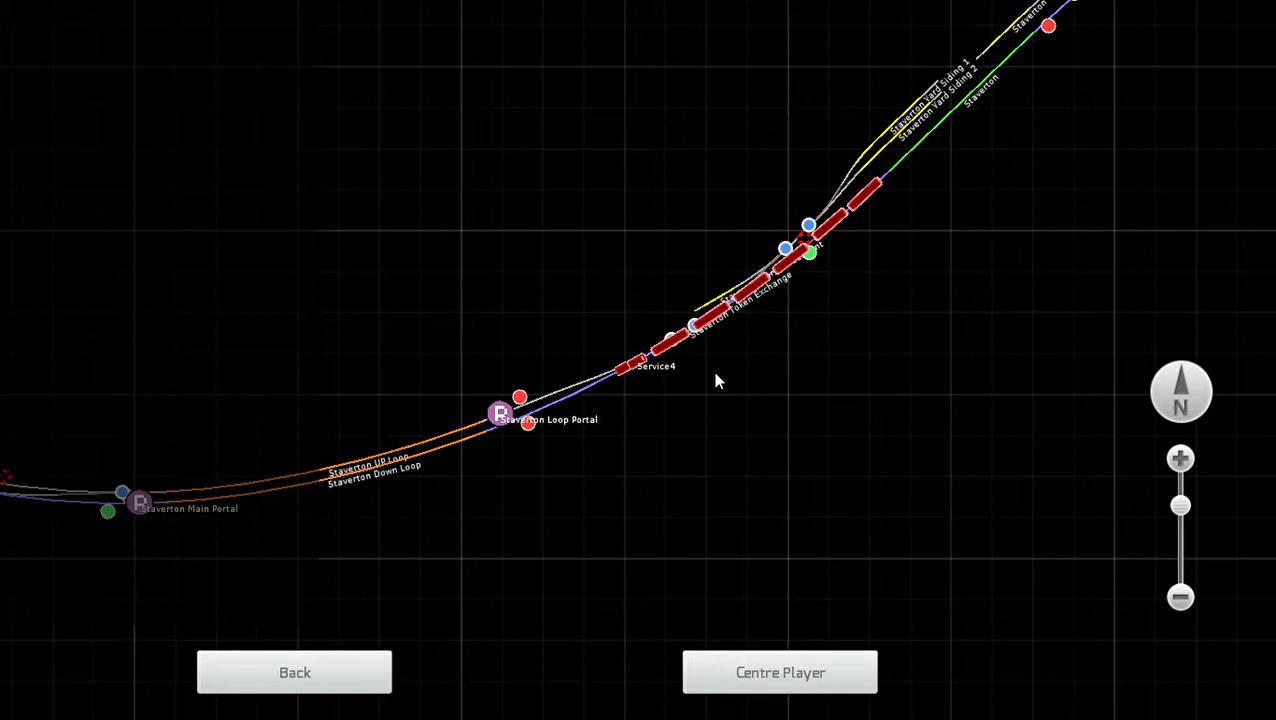 Staverton
Staverton Yard Siding 1
Staverton Yard Siding 2
Staverton
Staverton Token Exchange
Service4
P
Staverton Loop Portal
Staverton UP Loop
Staverton Down Loop
P
Staverton Main Portal
N
Back
Centre Player